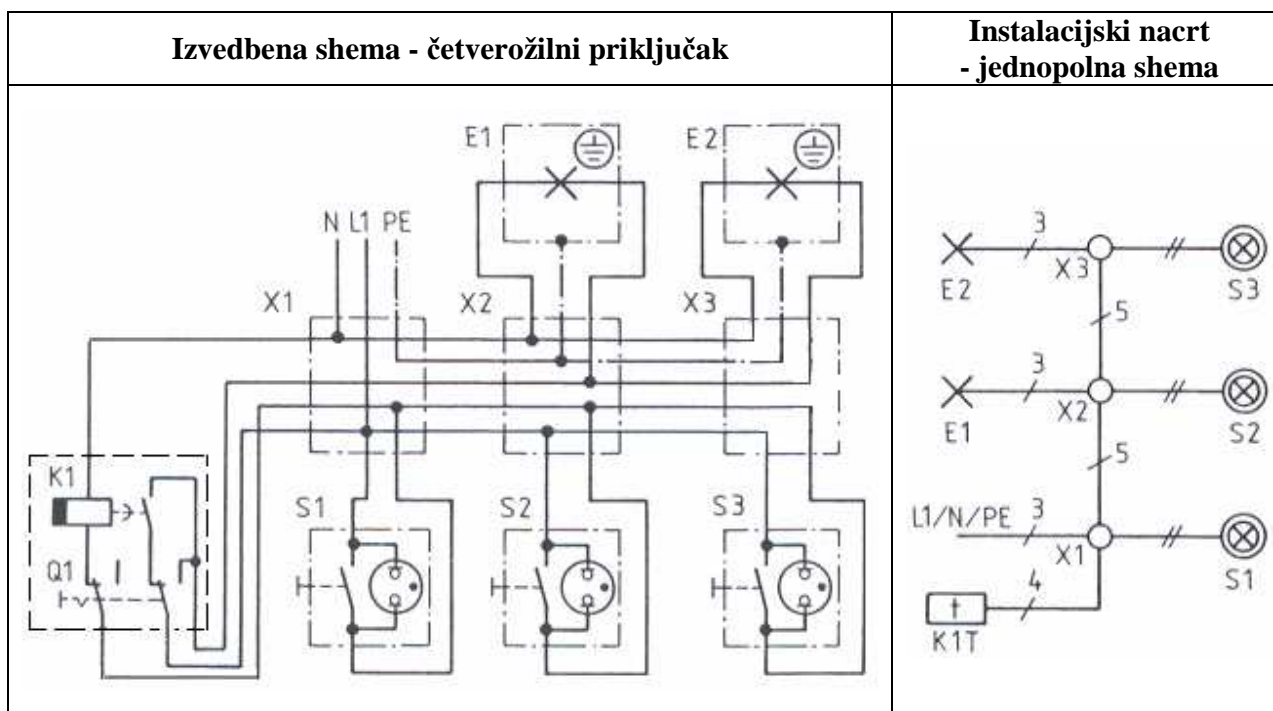 Izvedbena shema - četverožilni priključak
Instalacijski nacrt
- jednopolna shema
E1
E2
N L1 PE
X1
X2
X3
K1
S1
S2
S3
Q1
3
E2
X3
S3
5
3
E1
X2
S2
5
L1/N/PE
3
X1
S1
4
t
K1T